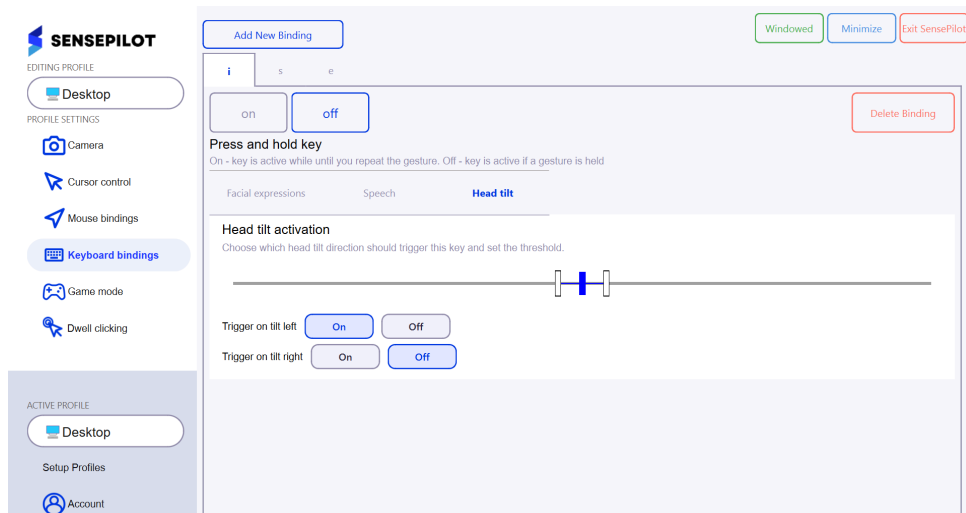 SENSEPILOT
EDITING PROFILE
Desktop
PROFILE SETTINGS
Camera
Cursor control
Mouse bindings
Keyboard bindings
Game mode
Dwell clicking
ACTIVE PROFILE
Desktop
Setup Profiles
Account
Add New Binding
Windowed
Minimize
Exit SensePilot
i s e
on off
Delete Binding
Press and hold key
On - key is active while until you repeat the gesture. Off - key is active if a gesture is held
Facial expressions Speech Head tilt
Head tilt activation
Choose which head tilt direction should trigger this key and set the threshold.
Trigger on tilt left On Off
Trigger on tilt right On Off